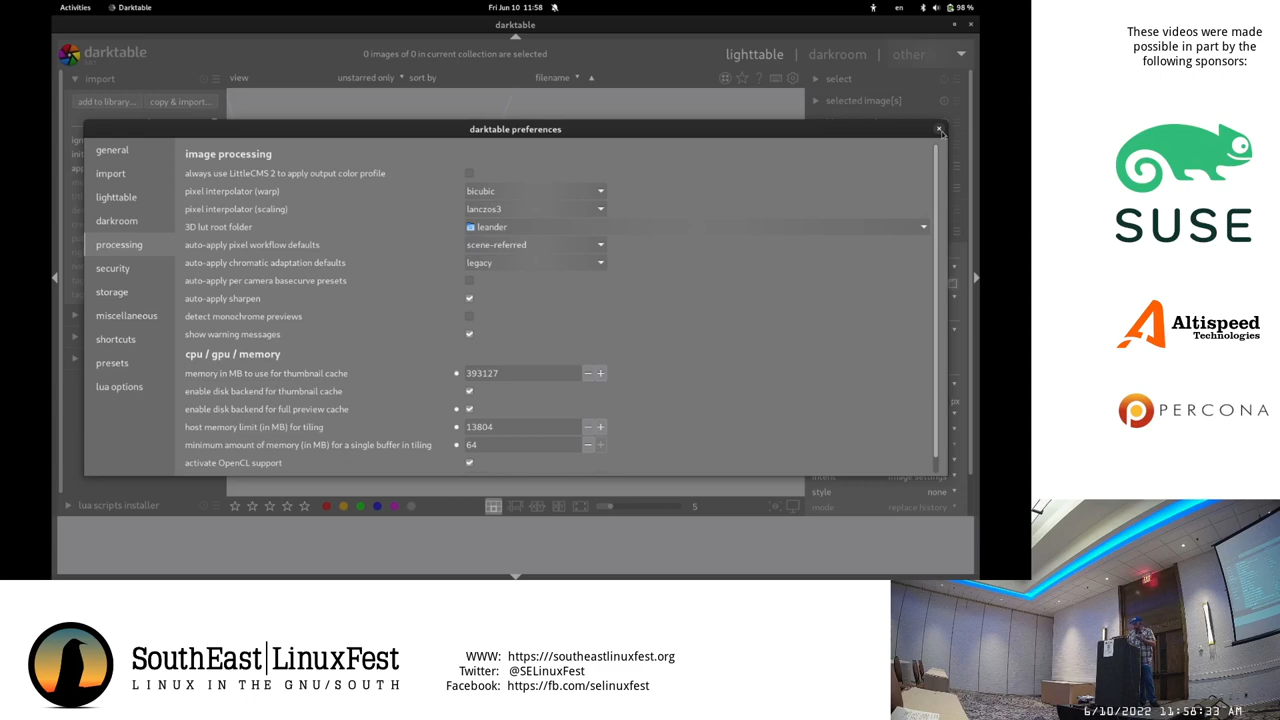 Activities
Darktable
Fri Jun 10 11:58
en
98 %
darktable
darktable
0 images of 0 in current collection are selected
lighttable | darkroom | other
import
view
unstarred only
sort by
filename
select
add to library...
copy & import...
selected image[s]
darktable preferences
general
import
lighttable
darkroom
processing
security
storage
miscellaneous
shortcuts
presets
lua options
image processing
always use LittleCMS 2 to apply output color profile
pixel interpolator (warp) bicubic
pixel interpolator (scaling) lanczos3
3D lut root folder leander
auto-apply pixel workflow defaults scene-referred
auto-apply chromatic adaptation defaults legacy
auto-apply per camera basecurve presets
auto-apply sharpen
detect monochrome previews
show warning messages
cpu / gpu / memory
memory in MB to use for thumbnail cache 393127
enable disk backend for thumbnail cache
enable disk backend for full preview cache
host memory limit (in MB) for tiling 13804
minimum amount of memory (in MB) for a single buffer in tiling 64
activate OpenCL support
px
intent image settings
style none
mode replace history
lua scripts installer
5
These videos were made
possible in part by the
following sponsors:
SUSE
Altispeed
Technologies
PERCONA
SouthEast|LinuxFest
LINUX IN THE GNU/SOUTH
WWW: https:///southeastlinuxfest.org
Twitter: @SELinuxFest
Facebook: https://fb.com/selinuxfest
6/10/2022 11:56:33 AM